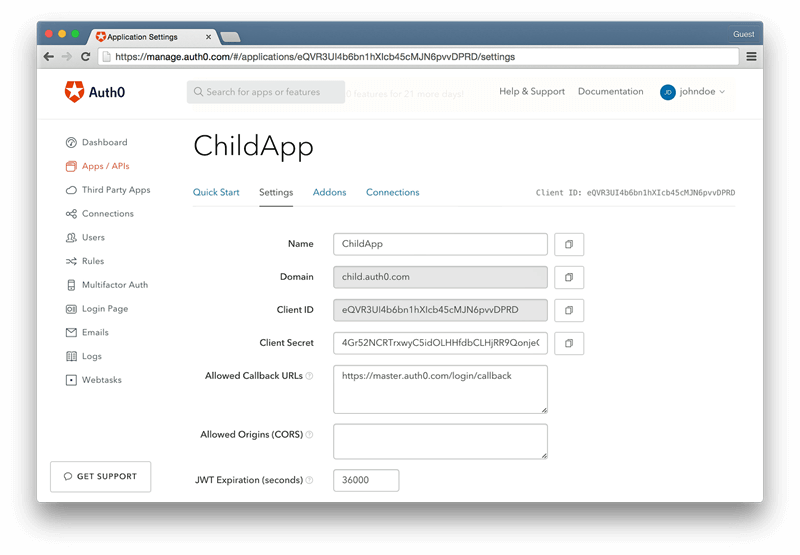 Application Settings
Guest
https://manage.auth0.com/#/applications/eQVR3UI4b6bn1hXIcb45cMJN6pvvDPRD/settings
Auth0
Search for apps or features
features for 21 more days!
Help & Support
Documentation
JD
johndoe
Dashboard
Apps / APIs
Third Party Apps
Connections
Users
Rules
Multifactor Auth
Login Page
Emails
Logs
Webtasks
GET SUPPORT
ChildApp
Quick Start
Settings
Addons
Connections
Client ID: eQVR3UI4b6bn1hXIcb45cMJN6pvvDPRD
Name
ChildApp
Domain
child.auth0.com
Client ID
eQVR3UI4b6bn1hXIcb45cMJN6pvvDPRD
Client Secret
4Gr52NCRTrxwyC5idOLHHfdbCLHjRR9Qonje
Allowed Callback URLs
https://master.auth0.com/login/callback
Allowed Origins (CORS)
JWT Expiration (seconds)
36000